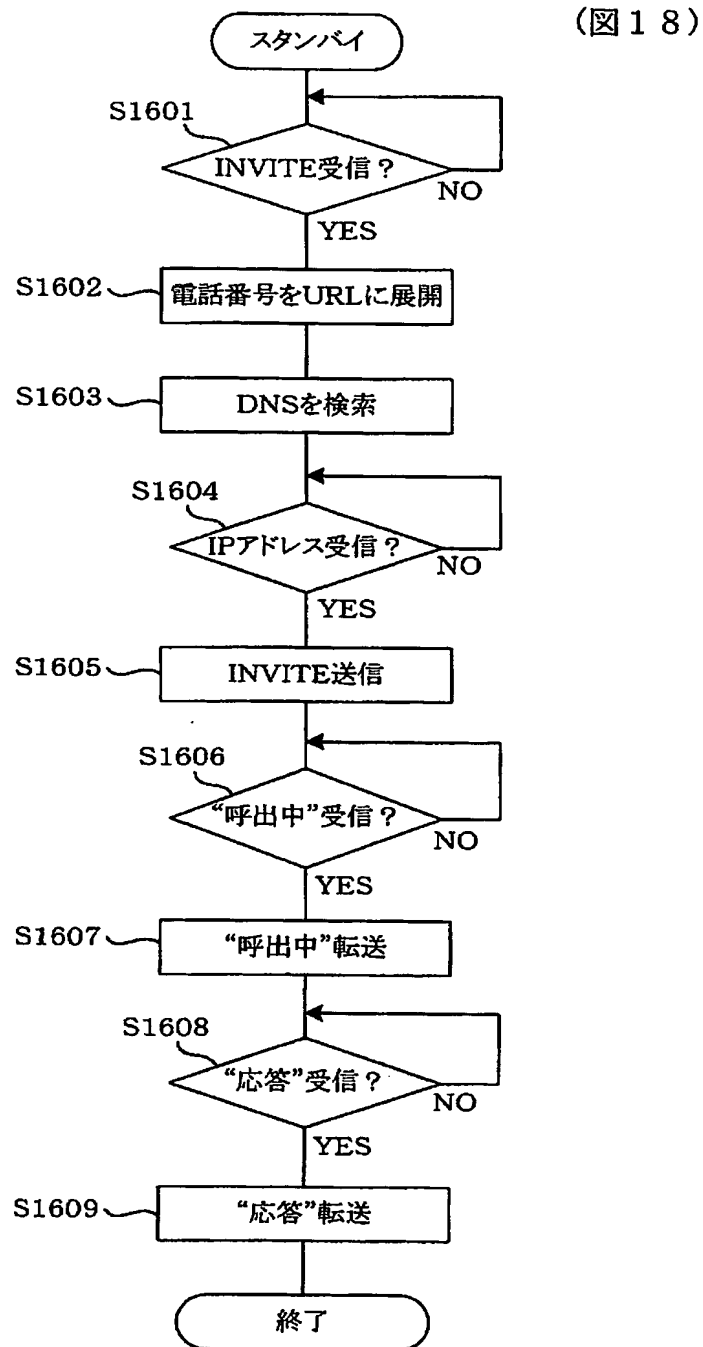 (図18)
スタンバイ
S1601
INVITE受信?
NO
YES
S1602
電話番号をURLに展開
S1603
DNSを検索
S1604
IPアドレス受信?
NO
YES
S1605
INVITE送信
S1606
“呼出中”受信?
NO
YES
S1607
“呼出中”転送
S1608
“応答”受信?
NO
YES
S1609
“応答”転送
終了